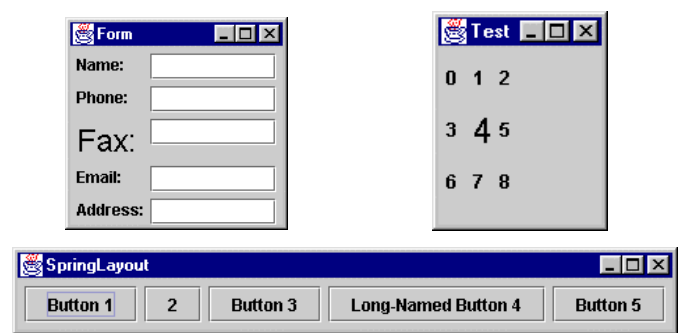 Form
Name:
Phone:
Fax:
Email:
Address:
Test
0 1 2
3 4 5
6 7 8
SpringLayout
Button 1 2 Button 3 Long-Named Button 4 Button 5